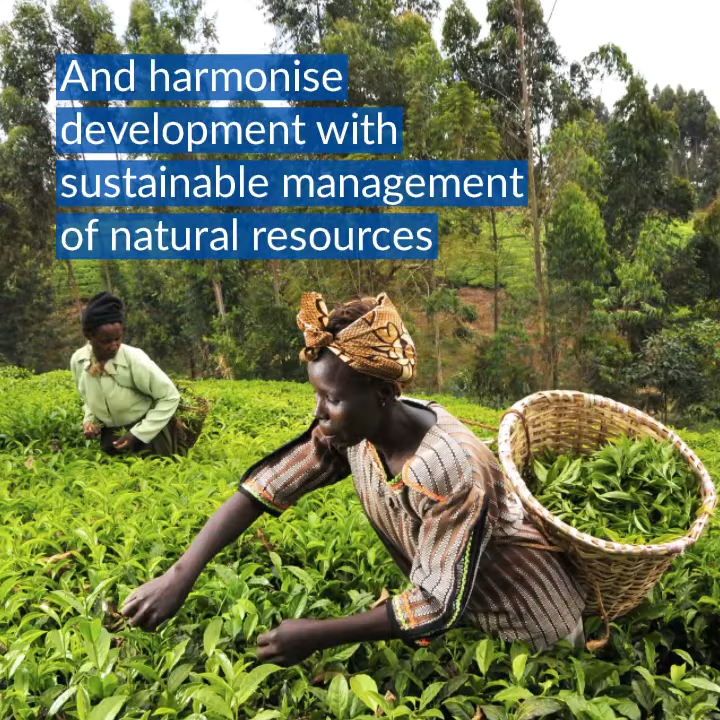 And harmonise
development with
sustainable management
of natural resources